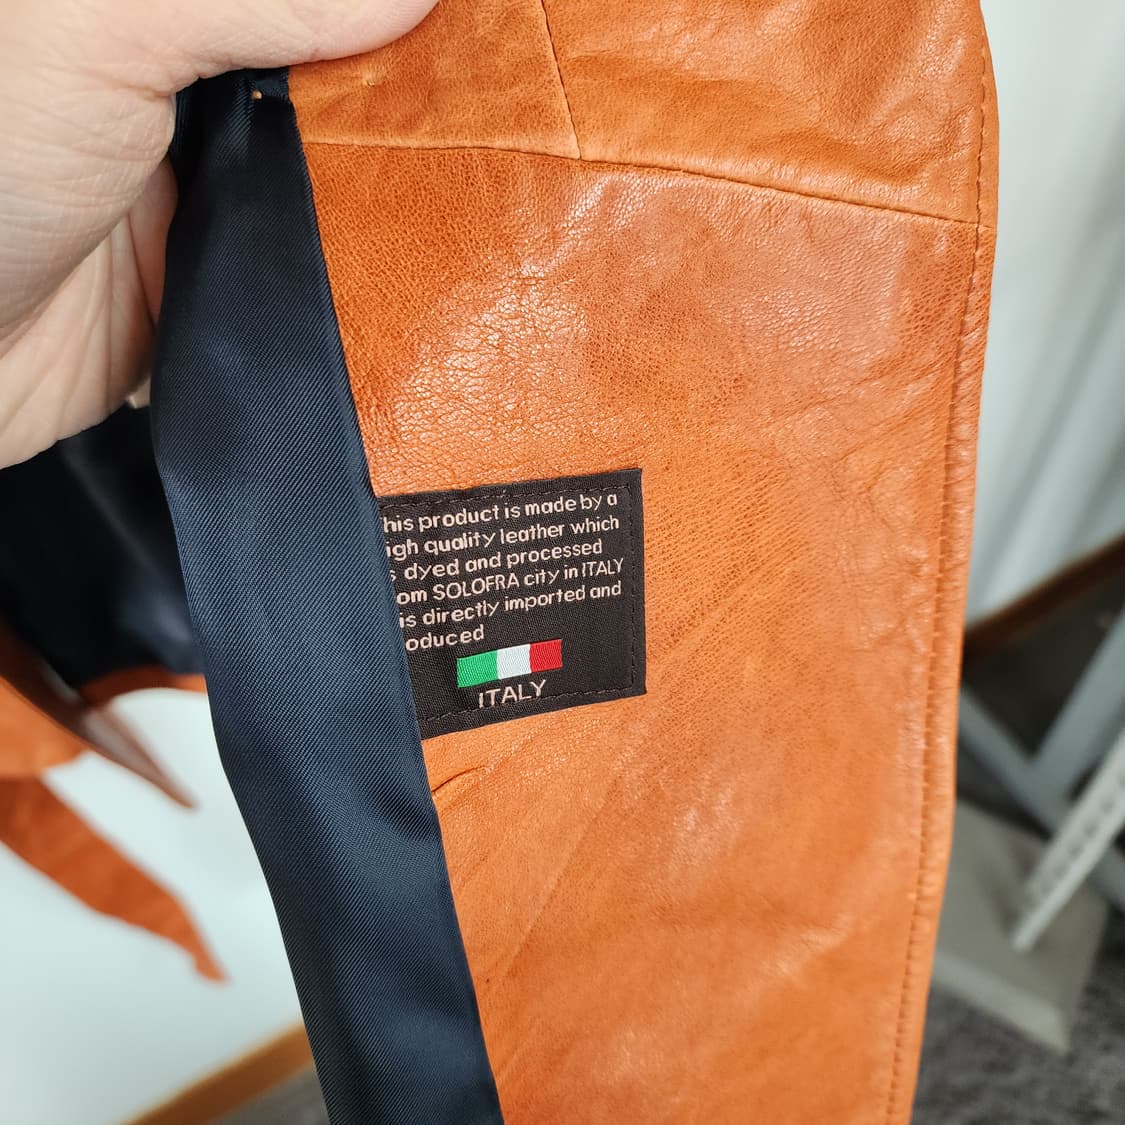 his product is made by a
igh quality leather which
s dyed and processed
om SOLOFRA city in ITALY
is directly imported and
oduced
ITALY